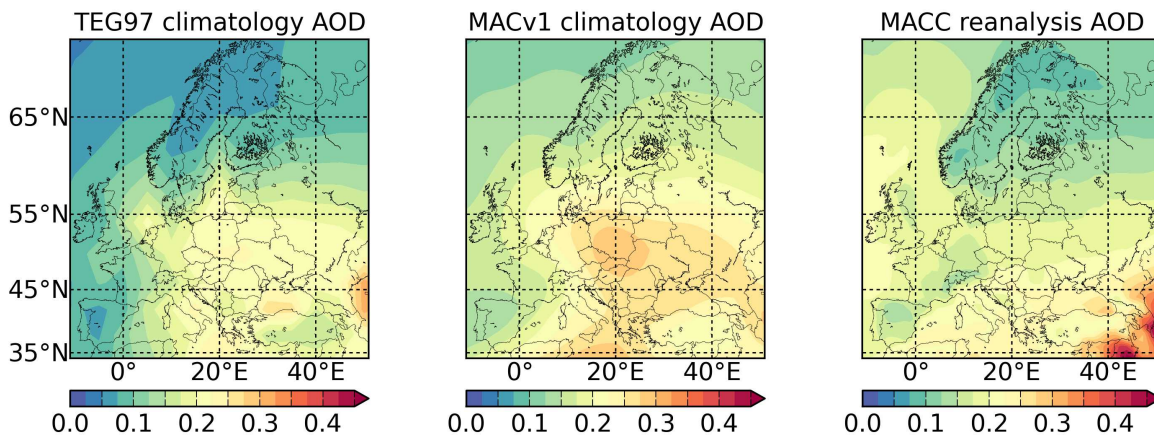 TEG97 climatology AOD MACv1 climatology AOD MACC reanalysis AOD
65°N
55°N
45°N
35°N
0° 20°E 40°E 0° 20°E 40°E 0° 20°E 40°E
0.0 0.1 0.2 0.3 0.4 0.0 0.1 0.2 0.3 0.4 0.0 0.1 0.2 0.3 0.4